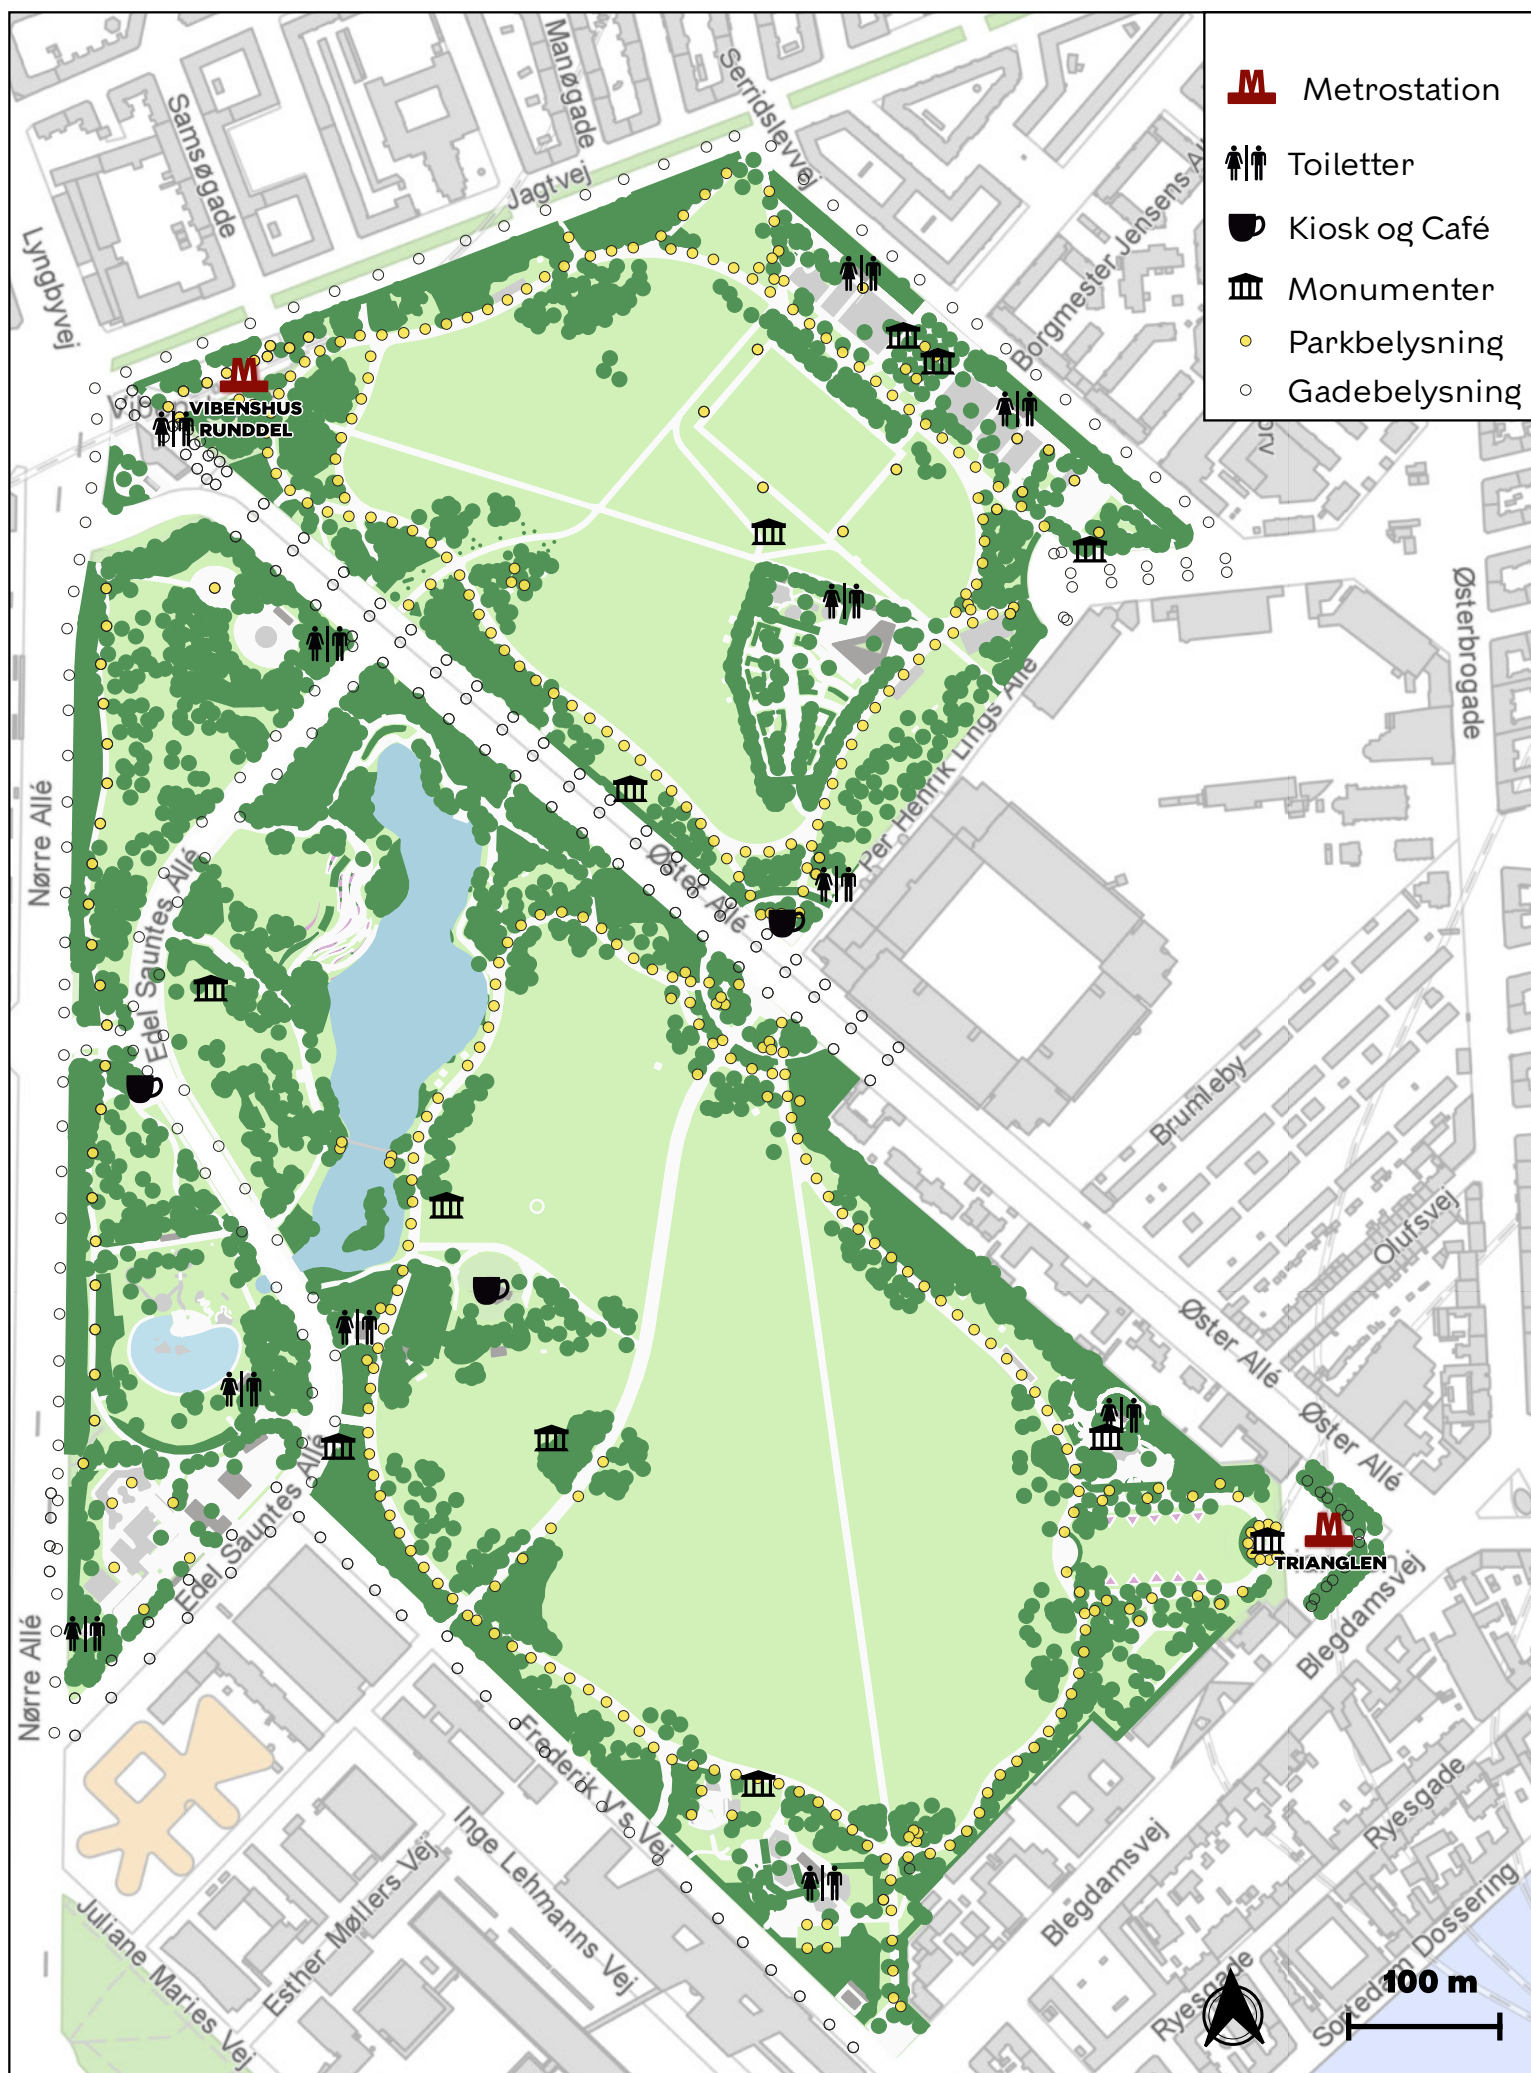 Metrostation
Toiletter
Kiosk og Café
Monumenter
Parkbelysning
Gadebelysning
Manøgade
Serridslevvej
Samsøgade
Jagtvej
Lyngbyvej
Borgmester Jensens Al
VIBENSHUS
RUNDDEL
Østerbrogade
Per Henrik Lings Allé
Nørre Allé
Edel Sauntes Allé
Øster Allé
Brumleby
Olufsvej
Øster Allé
Øster Allé
Edel Sauntes Allé
TRIANGLEN
Blegdamsvej
Nørre Allé
Frederik V's Vej
Inge Lehmanns Vej
Esther Møllers Vej
Juliane Maries Vej
Blegdamsvej
Ryesgade
Ryesgade
Sortedam Dossering
100 m